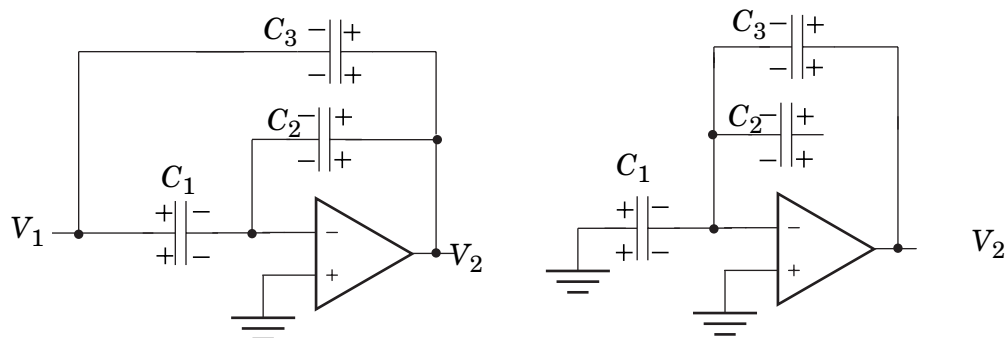 C₃ − +
− +
C₂ − +
− +
C₁
+ −
+ −
V₁
−
+
V₂
C₃ − +
− +
C₂ − +
− +
C₁
+ −
+ −
−
+
V₂